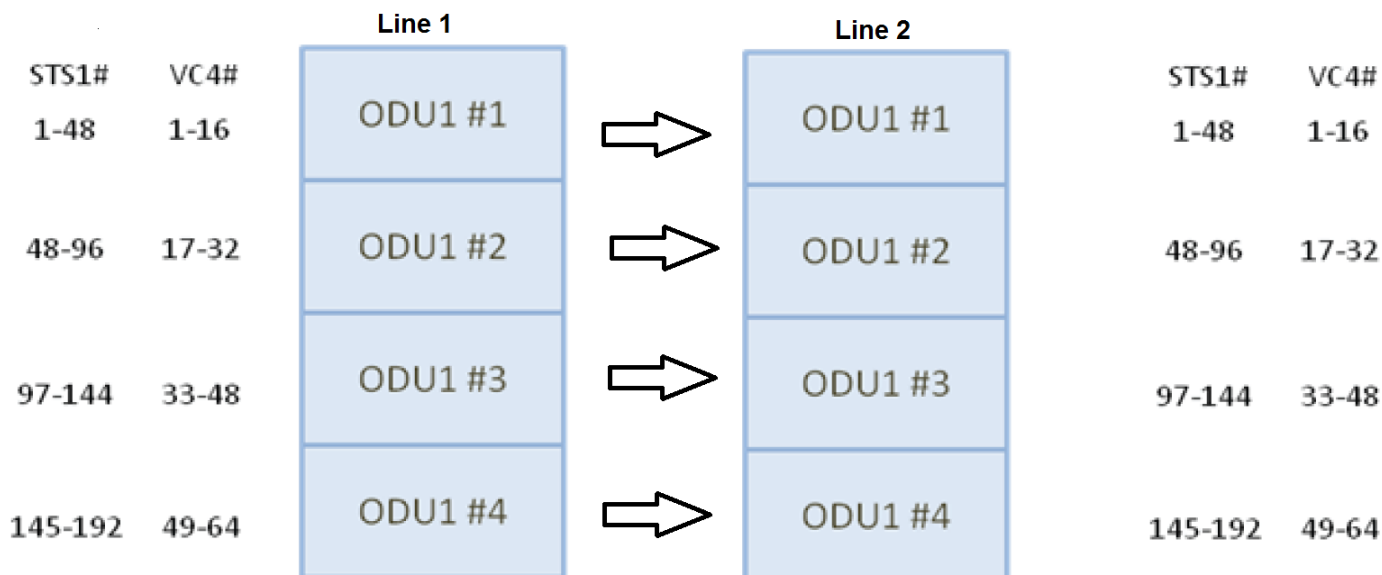 Line 1 Line 2
STS1# VC4# STS1# VC4#
1-48 1-16 ODU1 #1 ODU1 #1 1-48 1-16
48-96 17-32 ODU1 #2 ODU1 #2 48-96 17-32
97-144 33-48 ODU1 #3 ODU1 #3 97-144 33-48
145-192 49-64 ODU1 #4 ODU1 #4 145-192 49-64